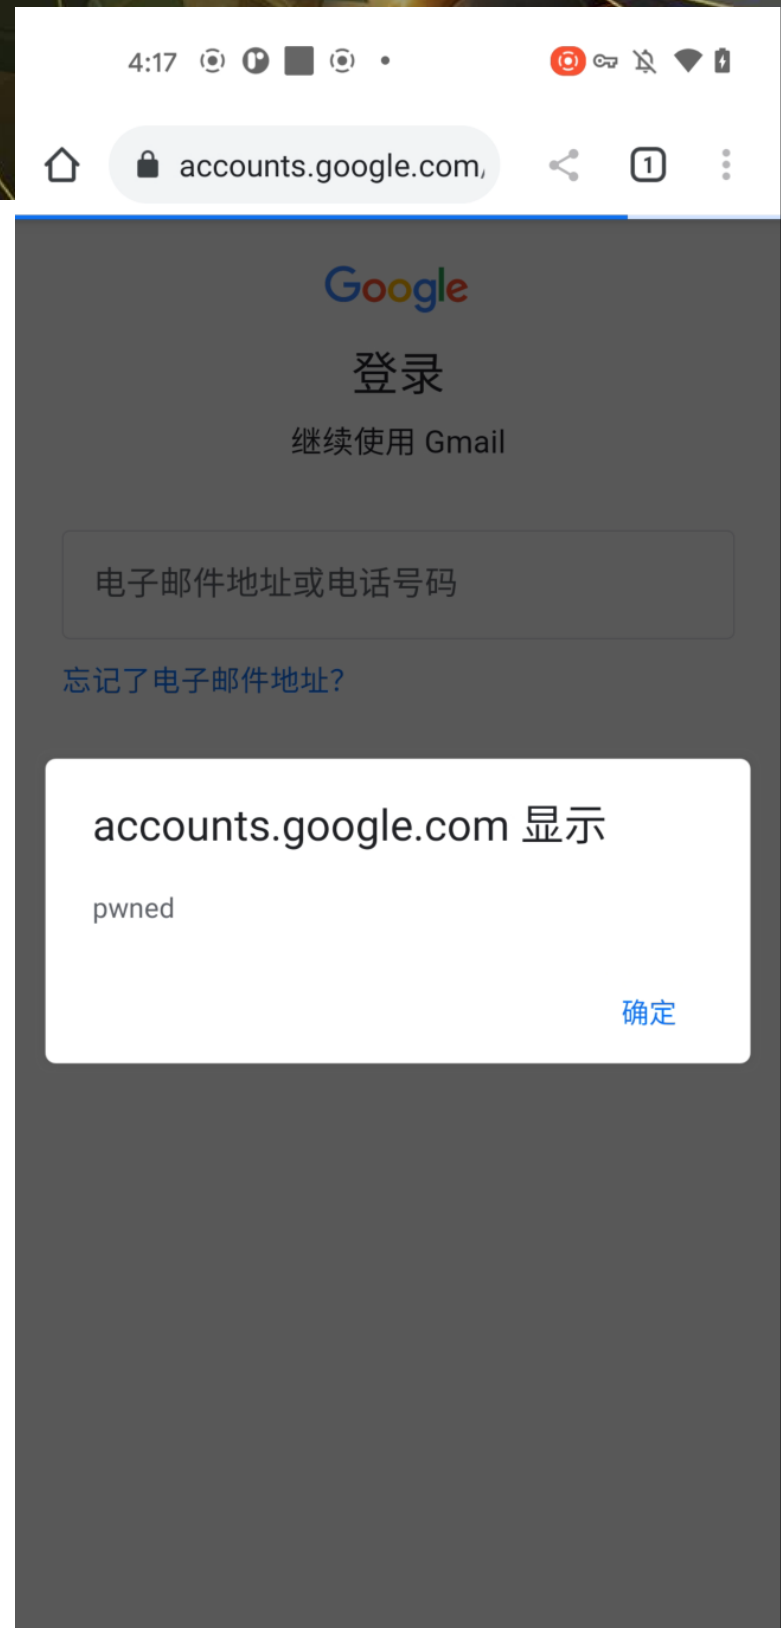 4:17
accounts.google.com/
1
Google
登录
继续使用 Gmail
电子邮件地址或电话号码
忘记了电子邮件地址？
accounts.google.com 显示
pwned
确定